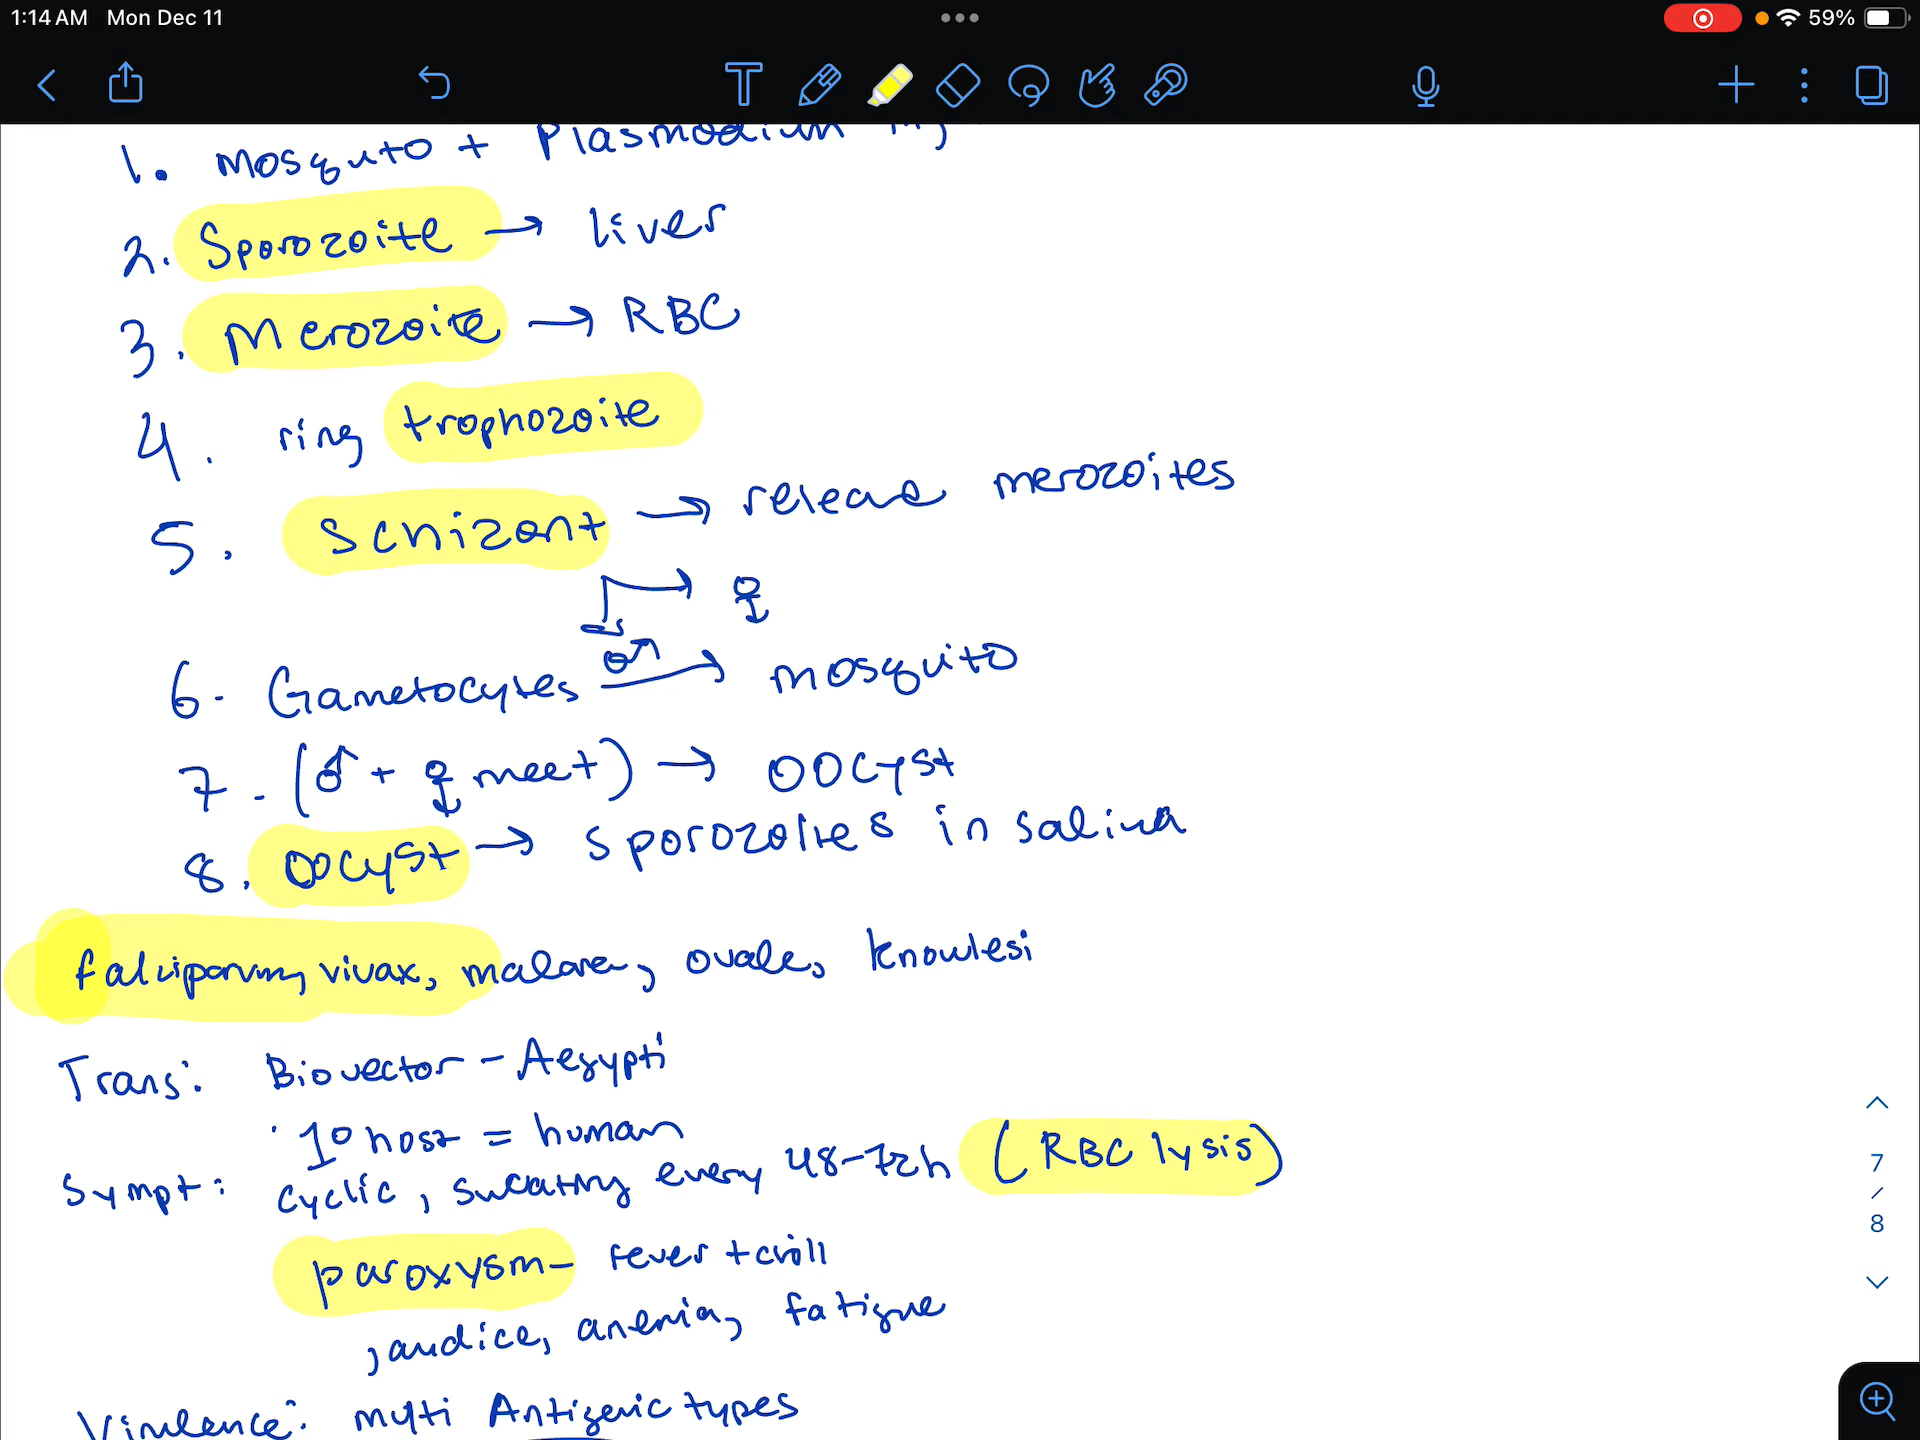 1:14 AM Mon Dec 11 59%
1. mosquito + Plasmodium
2. Sporozoite → liver
3. Merozoite → RBC
4. ring trophozoite
5. Schizont → release merozoites
♀
6. Gametocytes ♂ → mosquito
7. (♂ + ♀ meet) → oocyst
8. oocyst → sporozoites in saliva
falciparum, vivax, malarae, ovale, knowlesi
Trans: Biovector - Aegypti
1° host = human
Sympt: cyclic, sweating every 48-72h (RBC lysis)
paroxysm - fever + chill
jaudice, anemia, fatigue
Virulence: multi Antigenic types
7
/
8